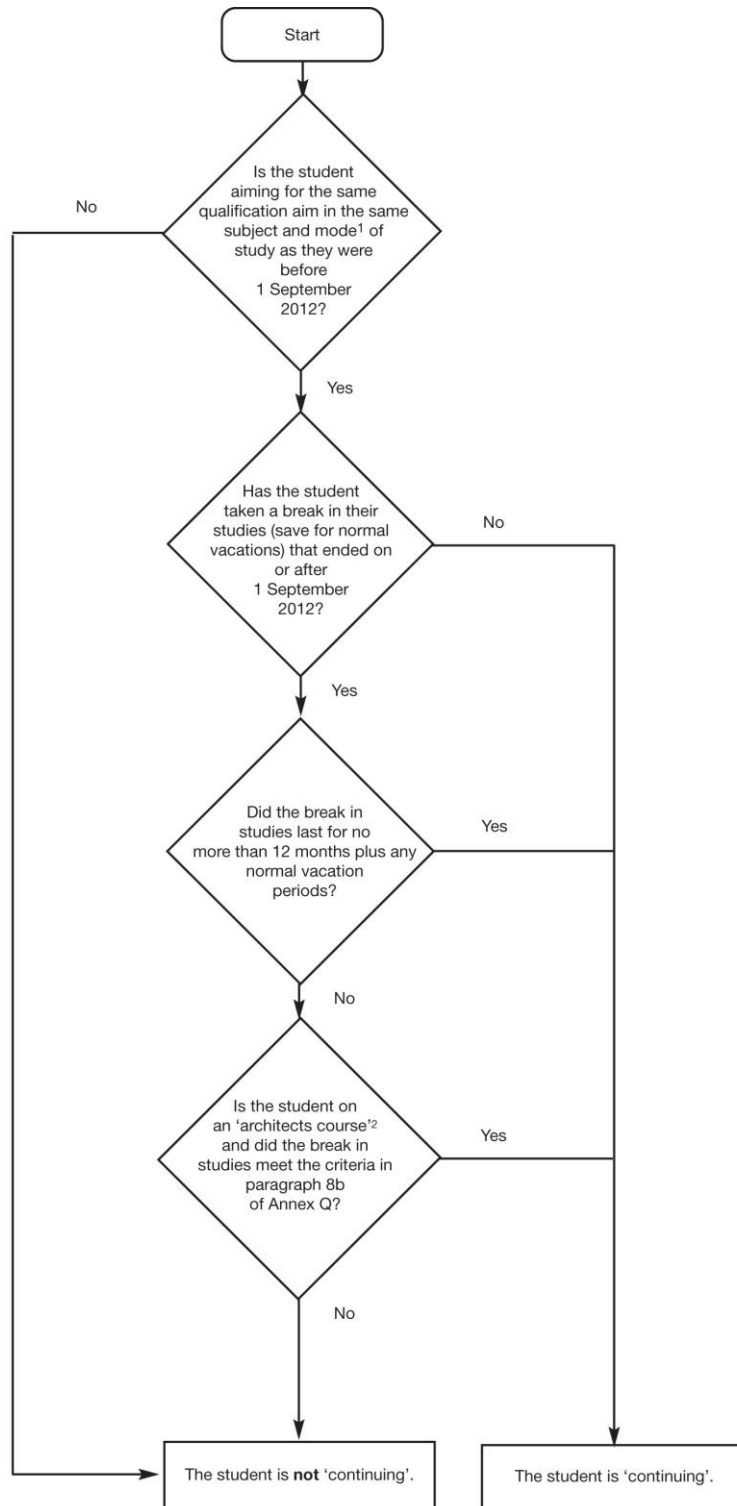 Start
Is the student
aiming for the same
qualification aim in the same
subject and mode¹ of
study as they were
before
1 September
2012?
No
Yes
Has the student
taken a break in their
studies (save for normal
vacations) that ended on
or after
1 September
2012?
No
Yes
Did the break in
studies last for no
more than 12 months plus any
normal vacation
periods?
Yes
No
Is the student on
an ‘architects course’²
and did the break in
studies meet the criteria in
paragraph 8b
of Annex Q?
Yes
No
The student is not ‘continuing’.
The student is ‘continuing’.